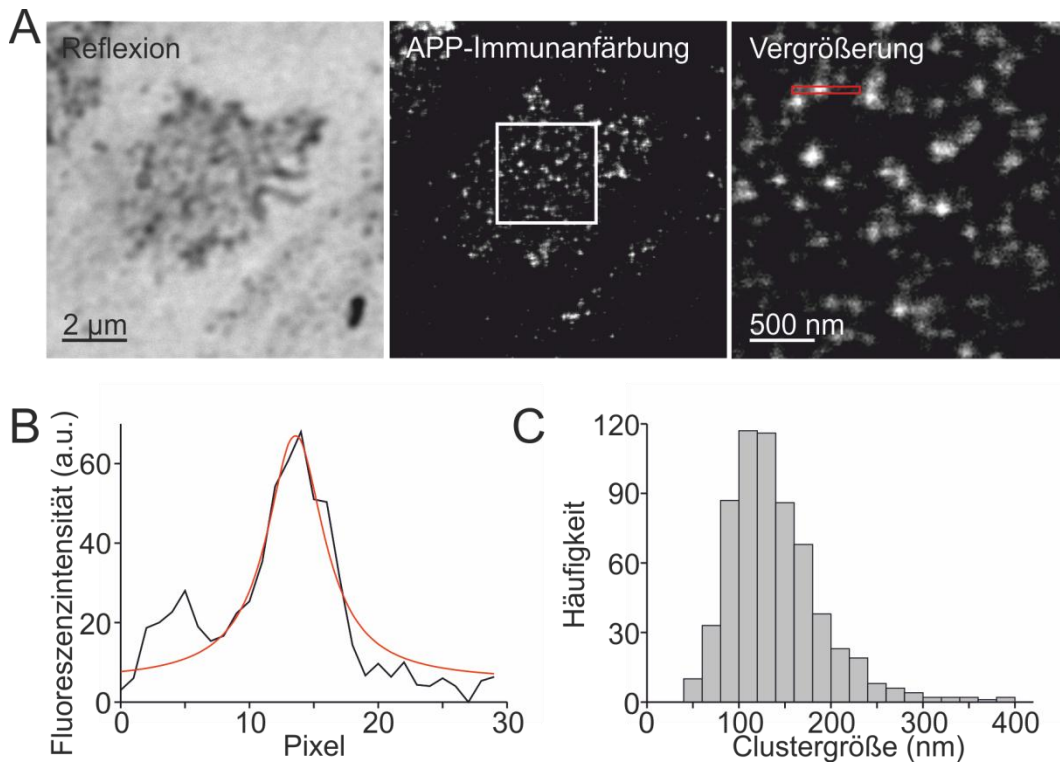 A
Reflexion
APP-Immunanfärbung
Vergrößerung
2 µm
500 nm
B
Fluoreszenzintensität (a.u.)
60
40
20
0
0
10
20
30
Pixel
C
Häufigkeit
120
90
60
30
0
0
100
200
300
400
Clustergröße (nm)